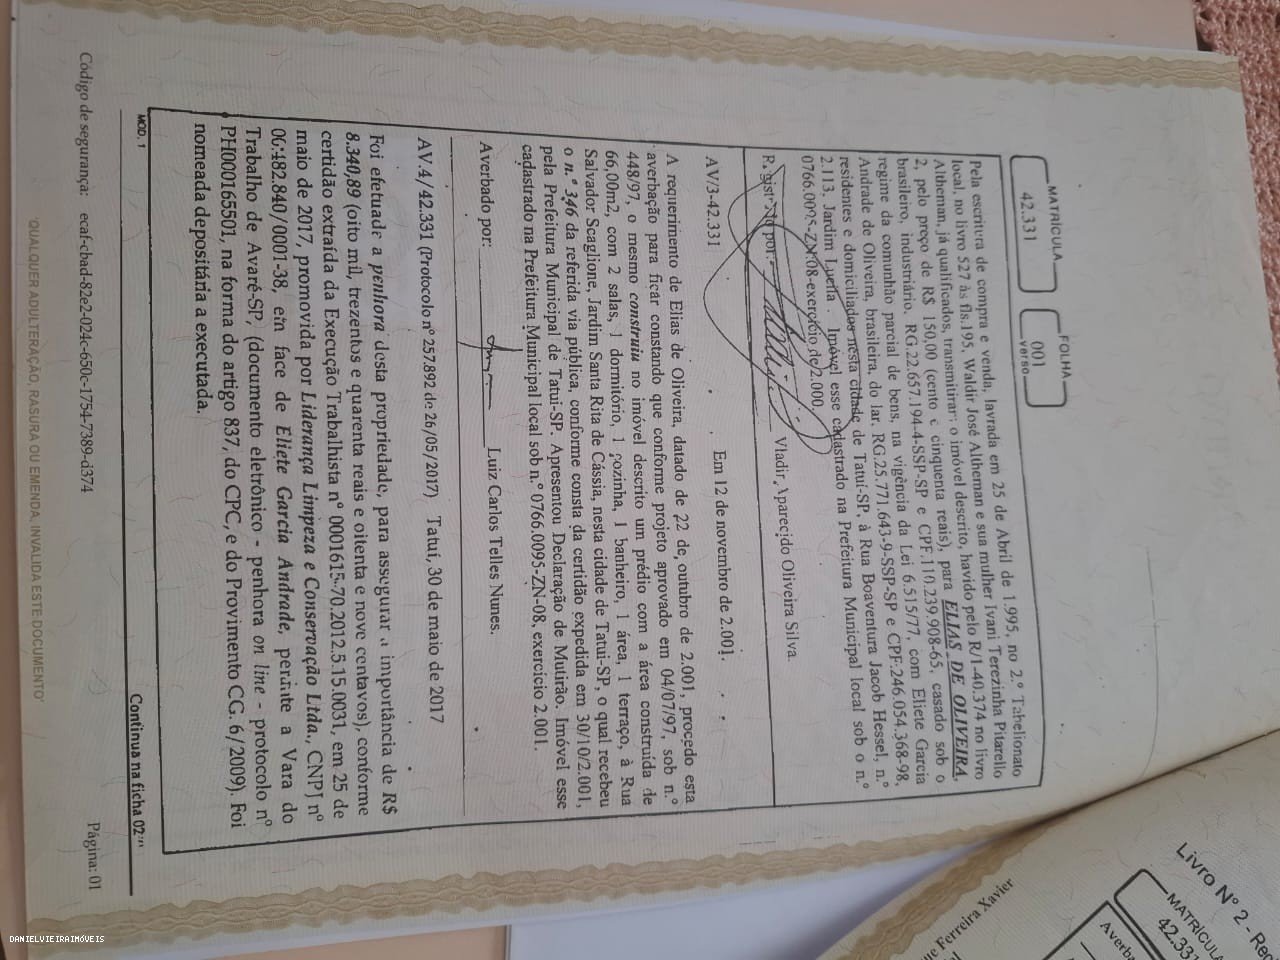 MATRÍCULA
42.331
FOLHA
001
verso
Pela escritura de compra e venda, lavrada em 25 de Abril de 1.995, no 2.º Tabelionato
local, no livro 527 às fls.195, Waldir José Altheman e sua mulher Ivani Terezinha Pitarello
Altheman, já qualificados, transmitiram o imóvel descrito, havido pelo R/1-40.374 no livro
2, pelo preço de R$ 150,00 (cento e cinquenta reais), para ELIAS DE OLIVEIRA,
brasileiro, industriário, RG.22.657.194-4-SSP-SP e CPF.110.239.908-65, casado sob o
regime da comunhão parcial de bens, na vigência da Lei 6.515/77, com Eliete Garcia
Andrade de Oliveira, brasileira, do lar, RG.25.771.643-9-SSP-SP e CPF.246.054.368-98,
residentes e domiciliados nesta cidade de Tatuí-SP, à Rua Boaventura Jacob Hessel, n.º
2.113, Jardim Lucila . Imóvel esse cadastrado na Prefeitura Municipal local sob o n.º
0766.0095-ZN.08-exercício de 2.000.
Registrado por: Vladir Aparecido Oliveira Silva.
AV/3-42.331 Em 12 de novembro de 2.001.
A requerimento de Elias de Oliveira, datado de 22 de outubro de 2.001, procedo esta
averbação para ficar constando que conforme projeto aprovado em 04/07/97, sob n.º
448/97, o mesmo construiu no imóvel descrito um prédio com a área construída de
66,00m2, com 2 salas, 1 dormitório, 1 cozinha, 1 banheiro, 1 área, 1 terraço, à Rua
Salvador Scaglione, Jardim Santa Rita de Cássia, nesta cidade de Tatuí-SP, o qual recebeu
o n.º 346 da referida via pública, conforme consta da certidão expedida em 30/10/2.001,
pela Prefeitura Municipal de Tatuí-SP. Apresentou Declaração de Mutirão. Imóvel esse
cadastrado na Prefeitura Municipal local sob n.º 0766.0095-ZN-08, exercício 2.001.
Averbado por: Luiz Carlos Telles Nunes.
AV.4/42.331 (Protocolo nº 257.892 de 26/05/2017) Tatuí, 30 de maio de 2017
Foi efetuada a penhora desta propriedade, para assegurar a importância de R$
8.340,89 (oito mil, trezentos e quarenta reais e oitenta e nove centavos), conforme
certidão extraída da Execução Trabalhista nº 0001615-70.2012.5.15.0031, em 25 de
maio de 2017, promovida por Liderança Limpeza e Conservação Ltda., CNPJ nº
06.482.840/0001-38, em face de Eliete Garcia Andrade, perante a Vara do
Trabalho de Avaré-SP, (documento eletrônico - penhora on line - protocolo nº
PH000165501, na forma do artigo 837, do CPC, e do Provimento CG. 6/2009). Foi
nomeada depositária a executada.
MOD. 1
Continua na ficha 02
Página: 01
Código de segurança: ecaf-cbad-82e2-024c-650c-1754-7389-d374
'QUALQUER ADULTERAÇÃO, RASURA OU EMENDA, INVALIDA ESTE DOCUMENTO'
Livro Nº 2 - Reg
MATRÍCULA
42.331
Averba
ue Ferreira Xavier
DANIELVIEIRAIMÓVEIS